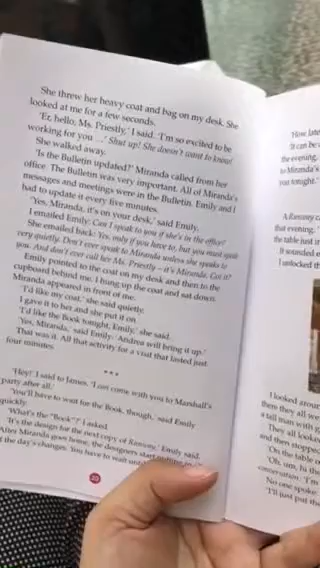 She threw her heavy coat and bag on my desk. She
looked at me for a few seconds.
'Er, hello, Ms. Priestly,' I said. 'I'm so excited to be
working for you ...' Shut up! She doesn't want to know!
She walked away.
'Is the Bulletin updated?' Miranda called from her
office. The Bulletin was very important. All of Miranda's
messages and meetings were in the Bulletin. Emily and I
had to update it every five minutes.
'Yes, Miranda, it's on your desk,' said Emily.
I emailed Emily: Can I speak to you if she's in the office?
She emailed back: Yes, only if you have to, but you must speak
very quietly. Don't ever speak to Miranda unless she speaks to
you. And don't ever call her Ms. Priestly – it's Miranda. Got it?
Emily pointed to the coat on my desk and then to the
cupboard behind me. I hung up the coat and sat down.
Miranda appeared in front of me.
'I'd like my coat,' she said quietly.
I gave it to her and she put it on.
'I'd like the Book tonight, Emily,' she said.
'Yes, Miranda,' said Emily. 'Andrea will bring it up.'
That was it. All that activity for a coat that lasted just
four minutes.
* * *
'Hey!' I said to James. 'I can come with you to Marshall's
party after all.'
'You'll have to wait for the Book, though,' said Emily
quickly.
'What's the "Book"?' I asked.
'It's the design for the next copy of Runway,' Emily said.
'After Miranda goes home, the designers start
the day's changes. You have to wait
20
'How late
'It can be
the evening,
to Miranda's
you tonight.'
A Runway
that evening. '
the table just
It sounded
I unlocked th
I looked around
there they all we
a tall man with g
They all looked
and then stopped
On the table
'Oh, um, hi the
conversation. 'I'm
No one spoke.
'I'll just put the